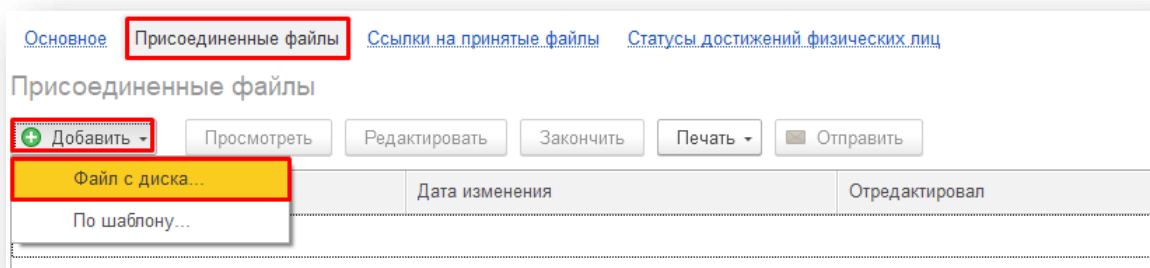 Основное Присоединенные файлы Ссылки на принятые файлы Статусы достижений физических лиц
Присоединенные файлы
Добавить Просмотреть Редактировать Закончить Печать Отправить
Файл с диска... Дата изменения Отредактировал
По шаблону...